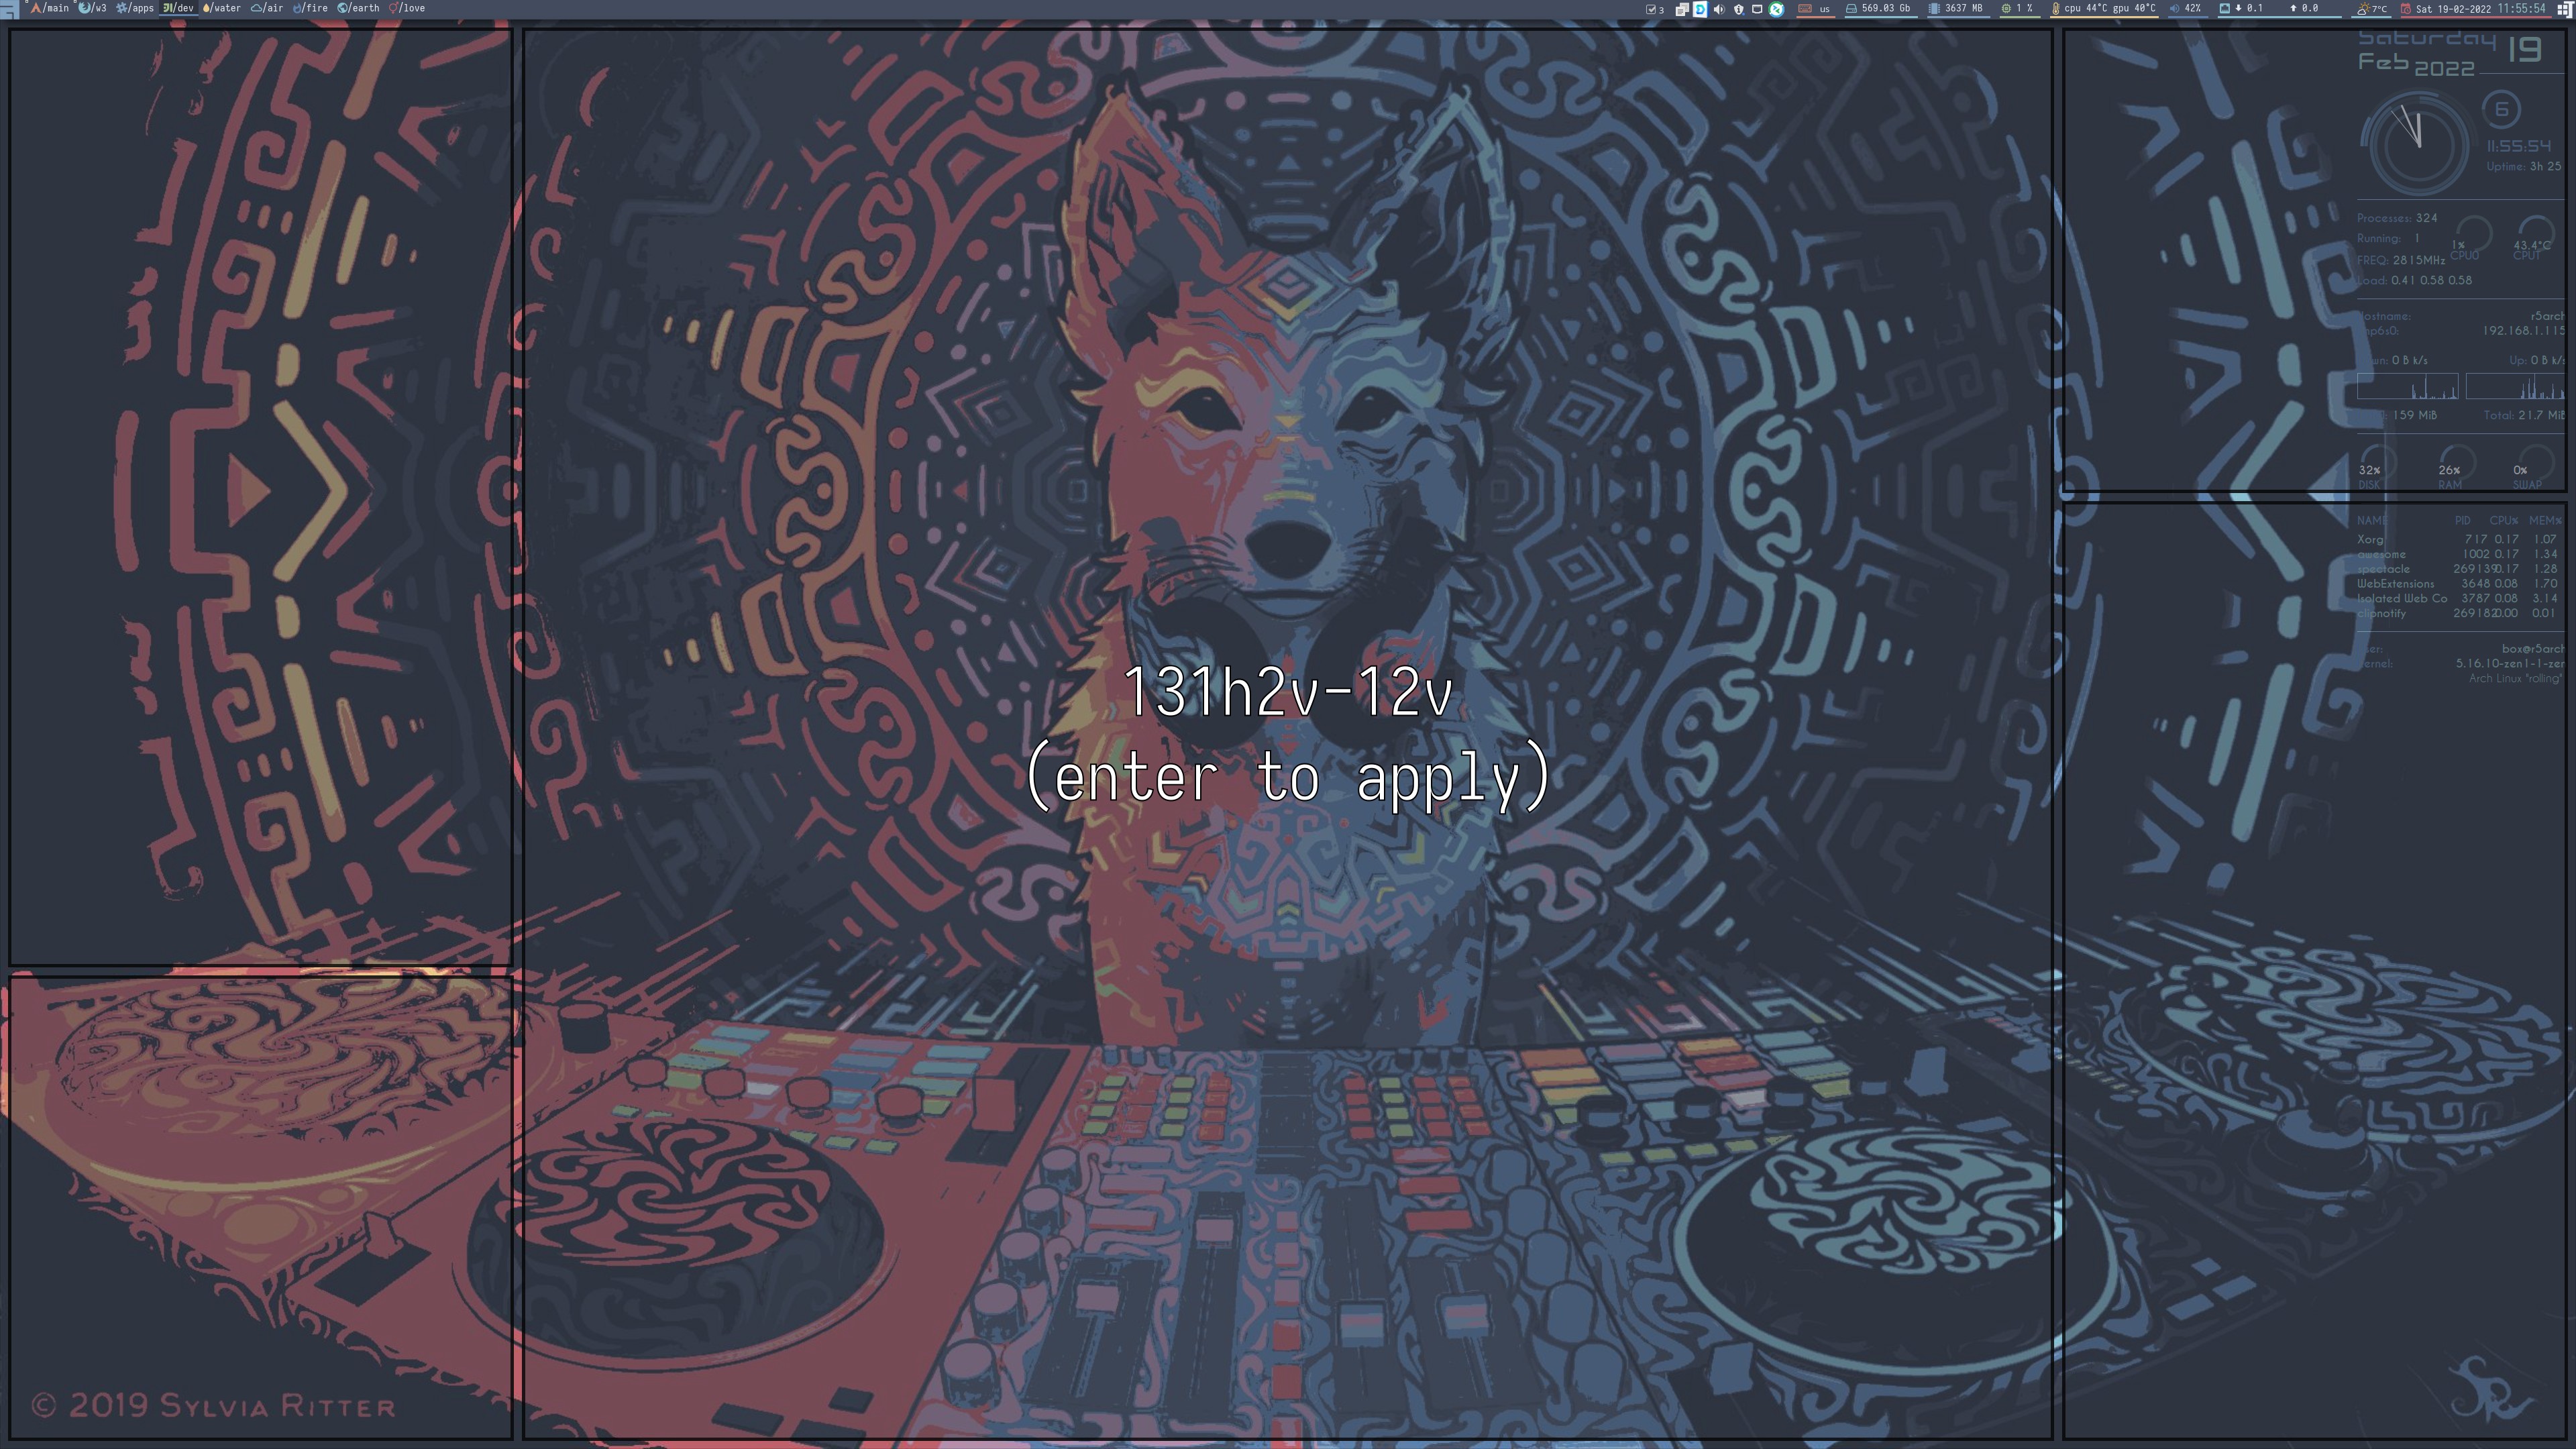 /main /w3 /apps /dev /water /air /fire /earth /love
3 us 569.03 Gb 3637 MB 1 % cpu 44°C gpu 40°C 42% 0.1 0.0 7°C Sat 19-02-2022 11:55:54
Saturday 19
Feb 2022
6
11:55:54
Uptime: 3h 25
Processes: 324
Running: 1
1% 43.4°C
CPU0 CPUT
FREQ: 2815MHz
Load: 0.41 0.58 0.58
Hostname: r5arch
192.168.1.115
0 B k/s Up: 0 B k/s
159 MiB Total: 21.7 MiB
32% 26% 0%
DISK RAM SWAP
NAME PID CPU% MEM%
Xorg 717 0.17 1.07
awesome 1002 0.17 1.34
spectacle 269139 0.17 1.28
WebExtensions 3648 0.08 1.70
Isolated Web Co 3787 0.08 3.14
clipnotify 269182 0.00 0.01
box@r5arch
5.16.10-zen1-1-zen
Arch Linux "rolling"
131h2v-12v
(enter to apply)
© 2019 Sylvia Ritter
SR